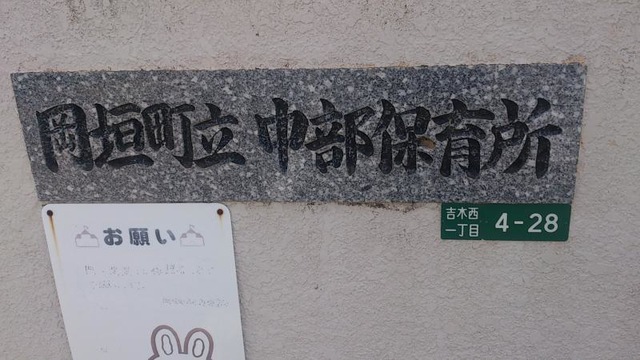 岡垣町立 中部保育所
吉木西
一丁目
4-28
お願い